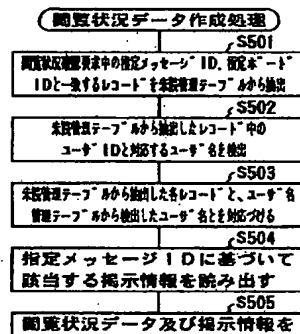 閲覧状況データ作成処理
S501
閲覧状況確認要求中の指定メッセージID、指定ボード
IDと一致するレコードを未読管理テーブルから抽出
S502
未読管理テーブルから抽出したレコード中の
ユーザIDと対応するユーザ名を検出
S503
未読管理テーブルから抽出した各レコードと、ユーザ名
管理テーブルから検出したユーザ名とを対応づける
S504
指定メッセージIDに基づいて
該当する掲示情報を読み出す
S505
閲覧状況データ及び掲示情報を